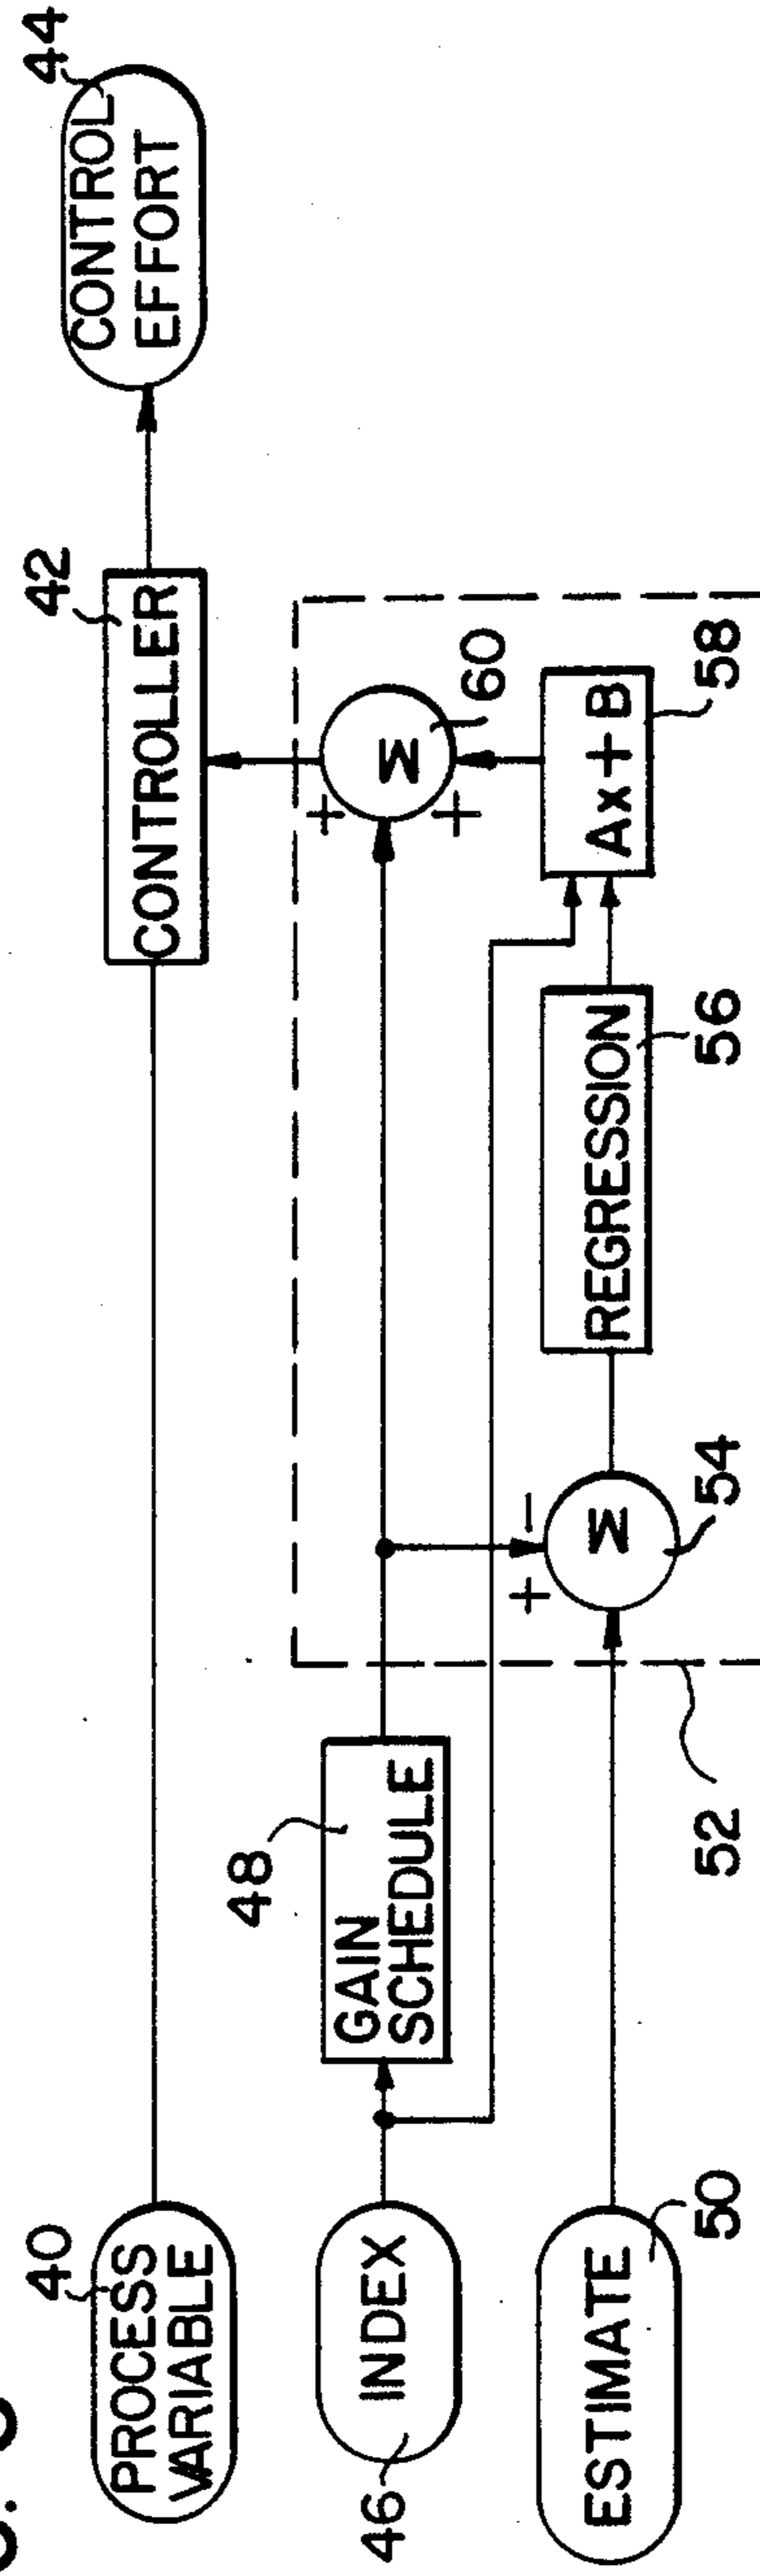 40
PROCESS
VARIABLE
42
CONTROLLER
44
CONTROL
EFFORT
46
INDEX
48
GAIN
SCHEDULE
+
Σ
+
60
50
ESTIMATE
52
+
−
Σ
54
REGRESSION
56
Ax+B
58